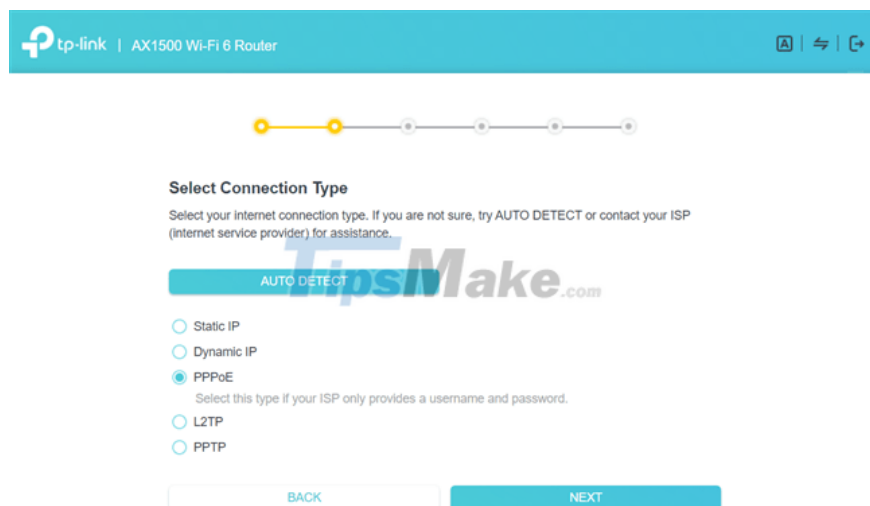 tp-link | AX1500 Wi-Fi 6 Router
A
Select Connection Type
Select your internet connection type. If you are not sure, try AUTO DETECT or contact your ISP
(internet service provider) for assistance.
AUTO DETECT
TipsMake.com
Static IP
Dynamic IP
PPPoE
Select this type if your ISP only provides a username and password.
L2TP
PPTP
BACK NEXT